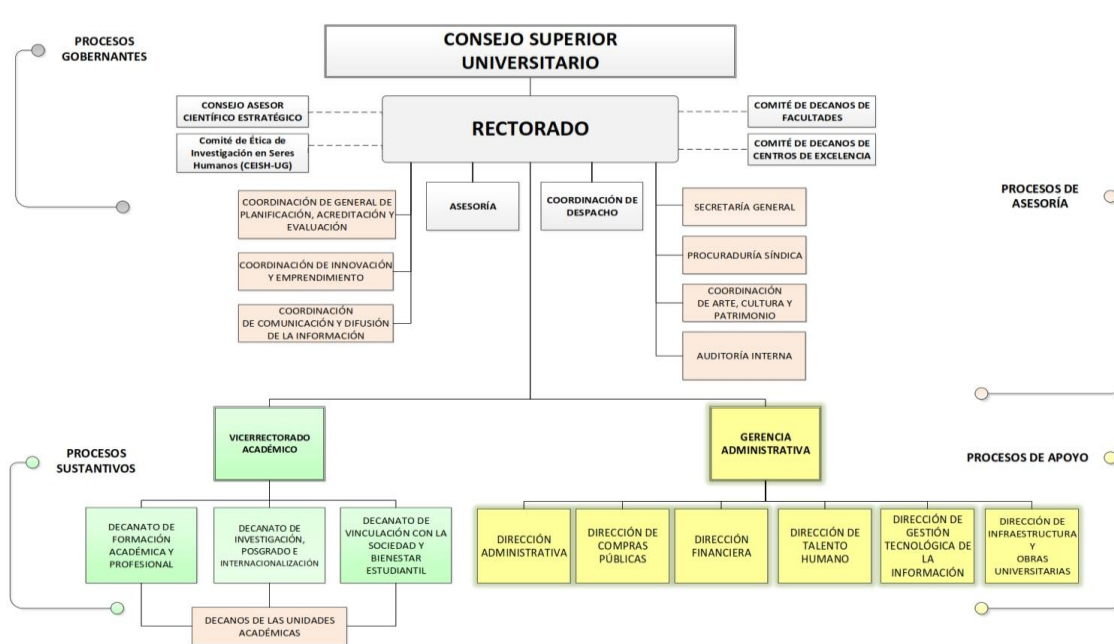 PROCESOS
GOBERNANTES
CONSEJO SUPERIOR
UNIVERSITARIO
CONSEJO ASESOR
CIENTÍFICO ESTRATÉGICO
Comité de Ética de
Investigación en Seres
Humanos (CEISH-UG)
RECTORADO
COMITÉ DE DECANOS DE
FACULTADES
COMITÉ DE DECANOS DE
CENTROS DE EXCELENCIA
COORDINACIÓN DE GENERAL DE
PLANIFICACIÓN, ACREDITACIÓN Y
EVALUACIÓN
ASESORÍA
COORDINACIÓN DE
DESPACHO
SECRETARÍA GENERAL
PROCESOS DE
ASESORÍA
COORDINACIÓN DE INNOVACIÓN
Y EMPRENDIMIENTO
PROCURADURÍA SÍNDICA
COORDINACIÓN
DE COMUNICACIÓN Y DIFUSIÓN
DE LA INFORMACIÓN
COORDINACIÓN
DE ARTE, CULTURA Y
PATRIMONIO
AUDITORÍA INTERNA
PROCESOS
SUSTANTIVOS
VICERRECTORADO
ACADÉMICO
GERENCIA
ADMINISTRATIVA
PROCESOS DE APOYO
DECANATO DE
FORMACIÓN
ACADÉMICA Y
PROFESIONAL
DECANATO DE
INVESTIGACIÓN,
POSGRADO E
INTERNACIONALIZACIÓN
DECANATO DE
VINCULACIÓN CON LA
SOCIEDAD Y
BIENESTAR
ESTUDIANTIL
DIRECCIÓN
ADMINISTRATIVA
DIRECCIÓN DE
COMPRAS
PÚBLICAS
DIRECCIÓN
FINANCIERA
DIRECCIÓN DE
TALENTO
HUMANO
DIRECCIÓN DE
GESTIÓN
TECNOLÓGICA DE
LA
INFORMACIÓN
DIRECCIÓN DE
INFRAESTRUCTURA
Y
OBRAS
UNIVERSITARIAS
DECANOS DE LAS UNIDADES
ACADÉMICAS